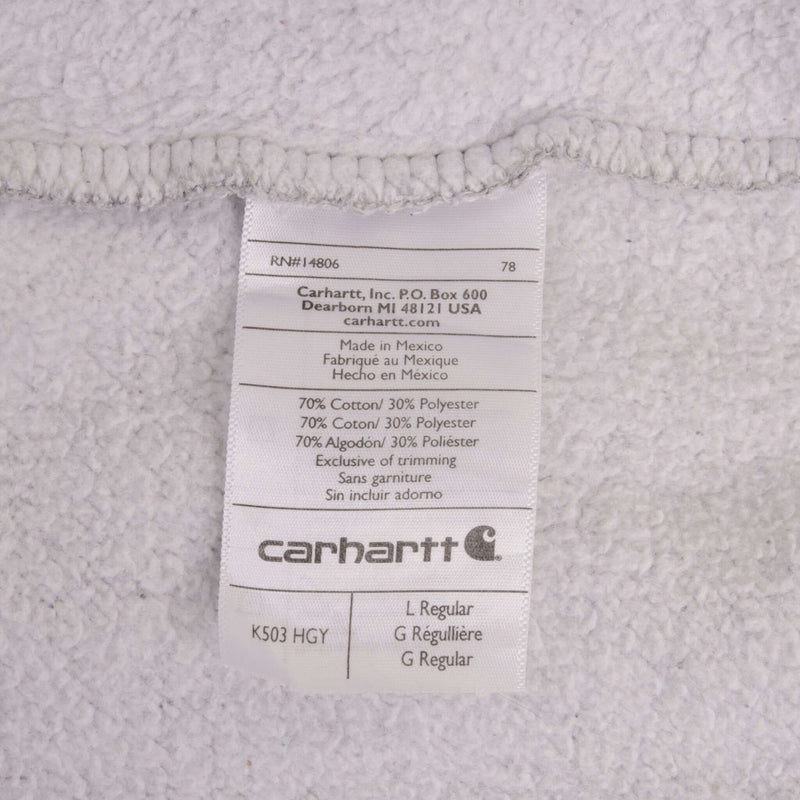 RN#14806 78
Carhartt, Inc. P.O. Box 600
Dearborn MI 48121 USA
carhartt.com
Made in Mexico
Fabriqué au Mexique
Hecho en México
70% Cotton/ 30% Polyester
70% Coton/ 30% Polyester
70% Algodón/ 30% Poliéster
Exclusive of trimming
Sans garniture
Sin incluir adorno
carhartt
K503 HGY
L Regular
G Régullière
G Regular